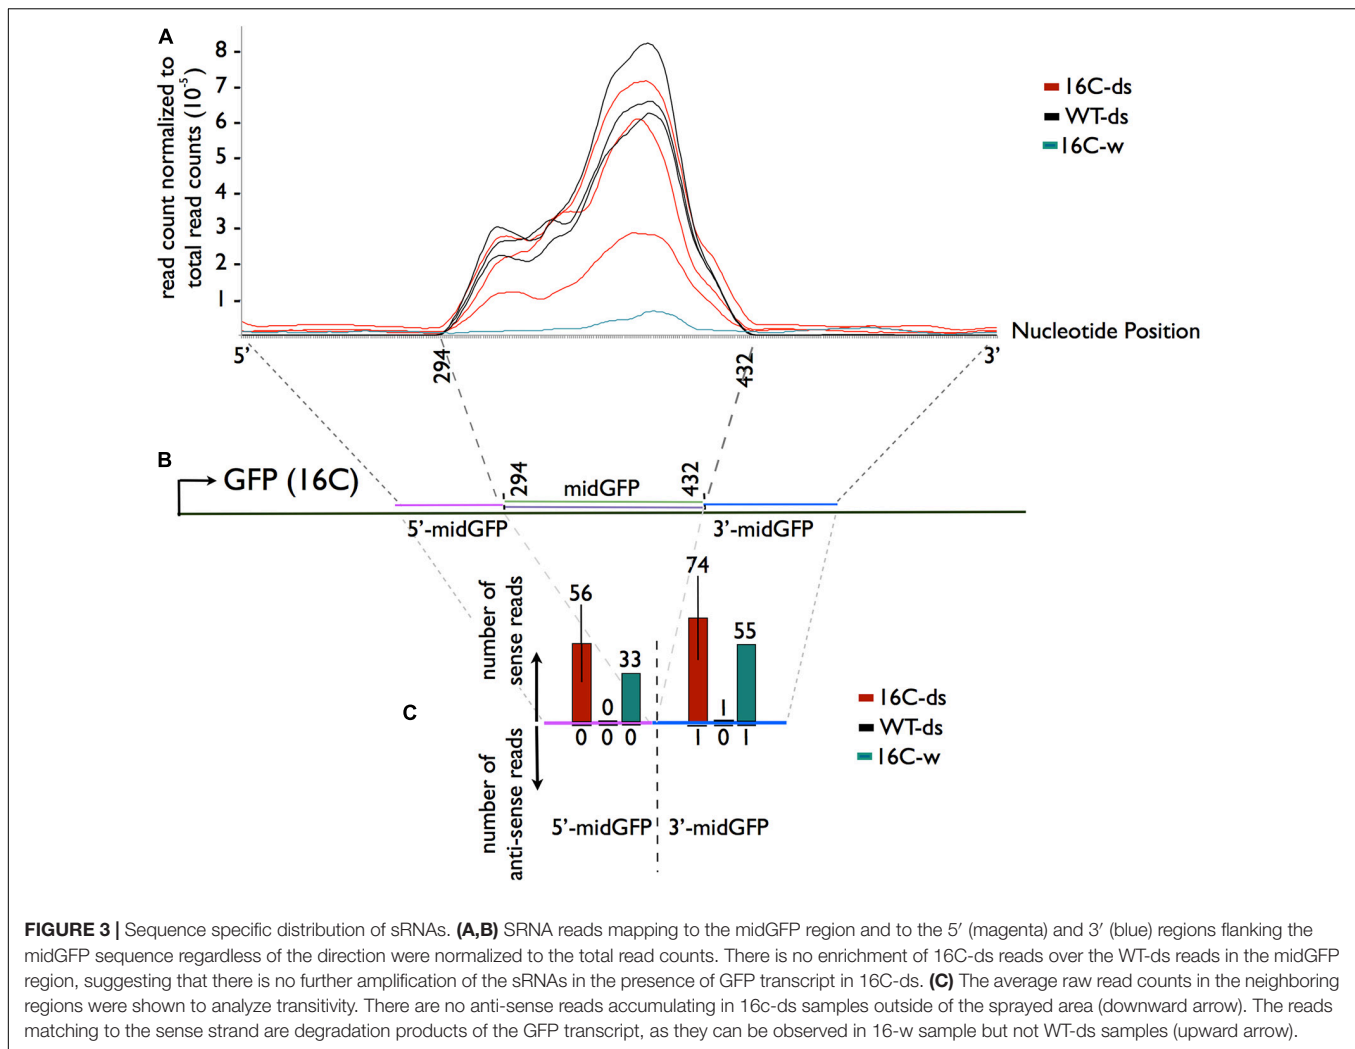 A
read count normalized to
total read counts (10⁻⁵)
8
7
6
5
4
3
2
1
16C-ds
WT-ds
16C-w
Nucleotide Position
5’
294
432
3’
B
GFP (16C)
294
midGFP
432
5’-midGFP
3’-midGFP
C
number of
sense reads
number of
anti-sense reads
56
0
33
74
1
55
0 0 0
1 0 1
5’-midGFP
3’-midGFP
16C-ds
WT-ds
16C-w
FIGURE 3 | Sequence specific distribution of sRNAs. (A,B) SRNA reads mapping to the midGFP region and to the 5′ (magenta) and 3′ (blue) regions flanking the
midGFP sequence regardless of the direction were normalized to the total read counts. There is no enrichment of 16C-ds reads over the WT-ds reads in the midGFP
region, suggesting that there is no further amplification of the sRNAs in the presence of GFP transcript in 16C-ds. (C) The average raw read counts in the neighboring
regions were shown to analyze transitivity. There are no anti-sense reads accumulating in 16c-ds samples outside of the sprayed area (downward arrow). The reads
matching to the sense strand are degradation products of the GFP transcript, as they can be observed in 16-w sample but not WT-ds samples (upward arrow).